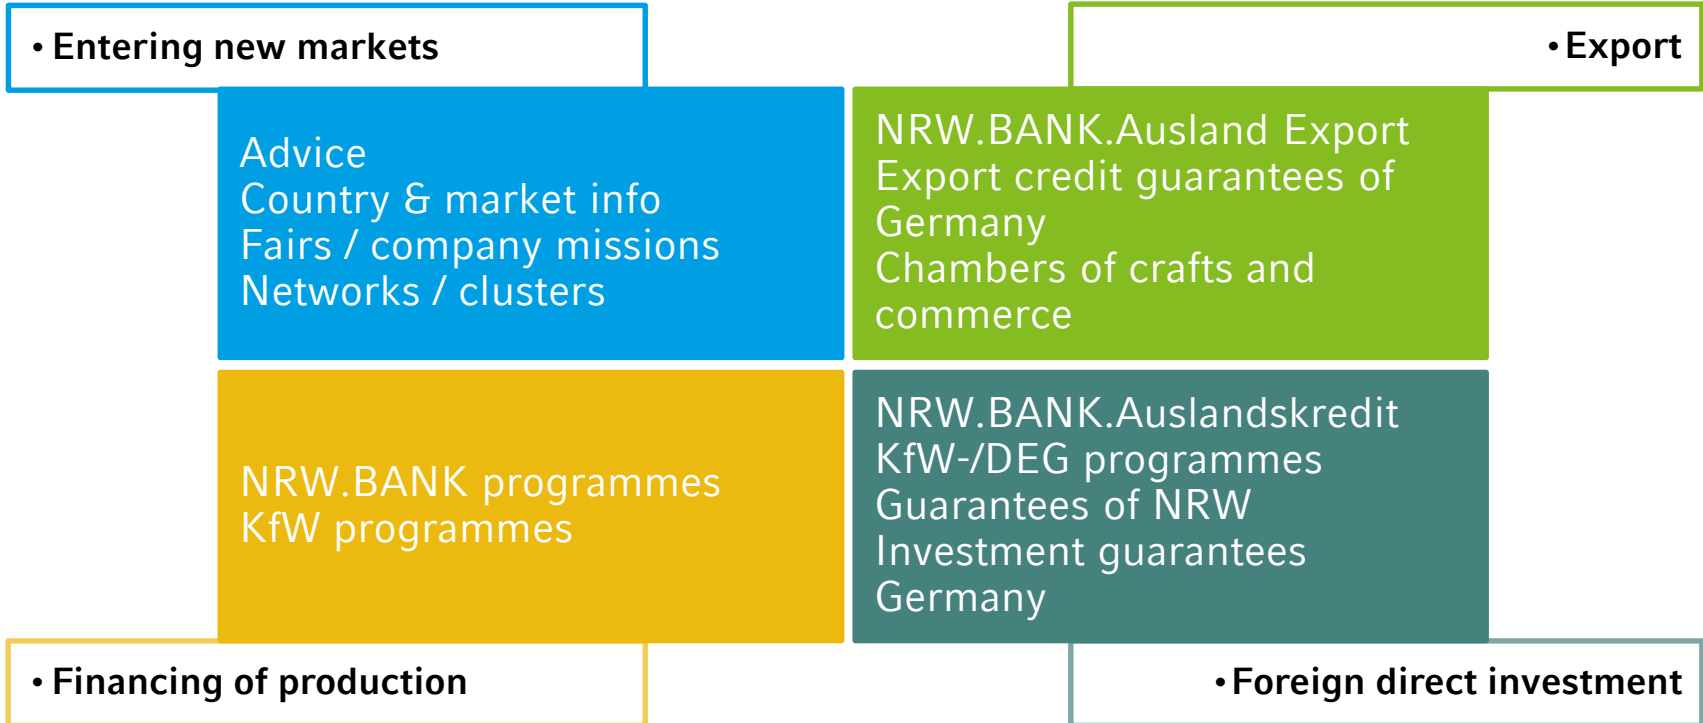 • Entering new markets
• Export
Advice
Country & market info
Fairs / company missions
Networks / clusters
NRW.BANK.Ausland Export
Export credit guarantees of
Germany
Chambers of crafts and
commerce
NRW.BANK programmes
KfW programmes
NRW.BANK.Auslandskredit
KfW-/DEG programmes
Guarantees of NRW
Investment guarantees
Germany
• Financing of production
• Foreign direct investment